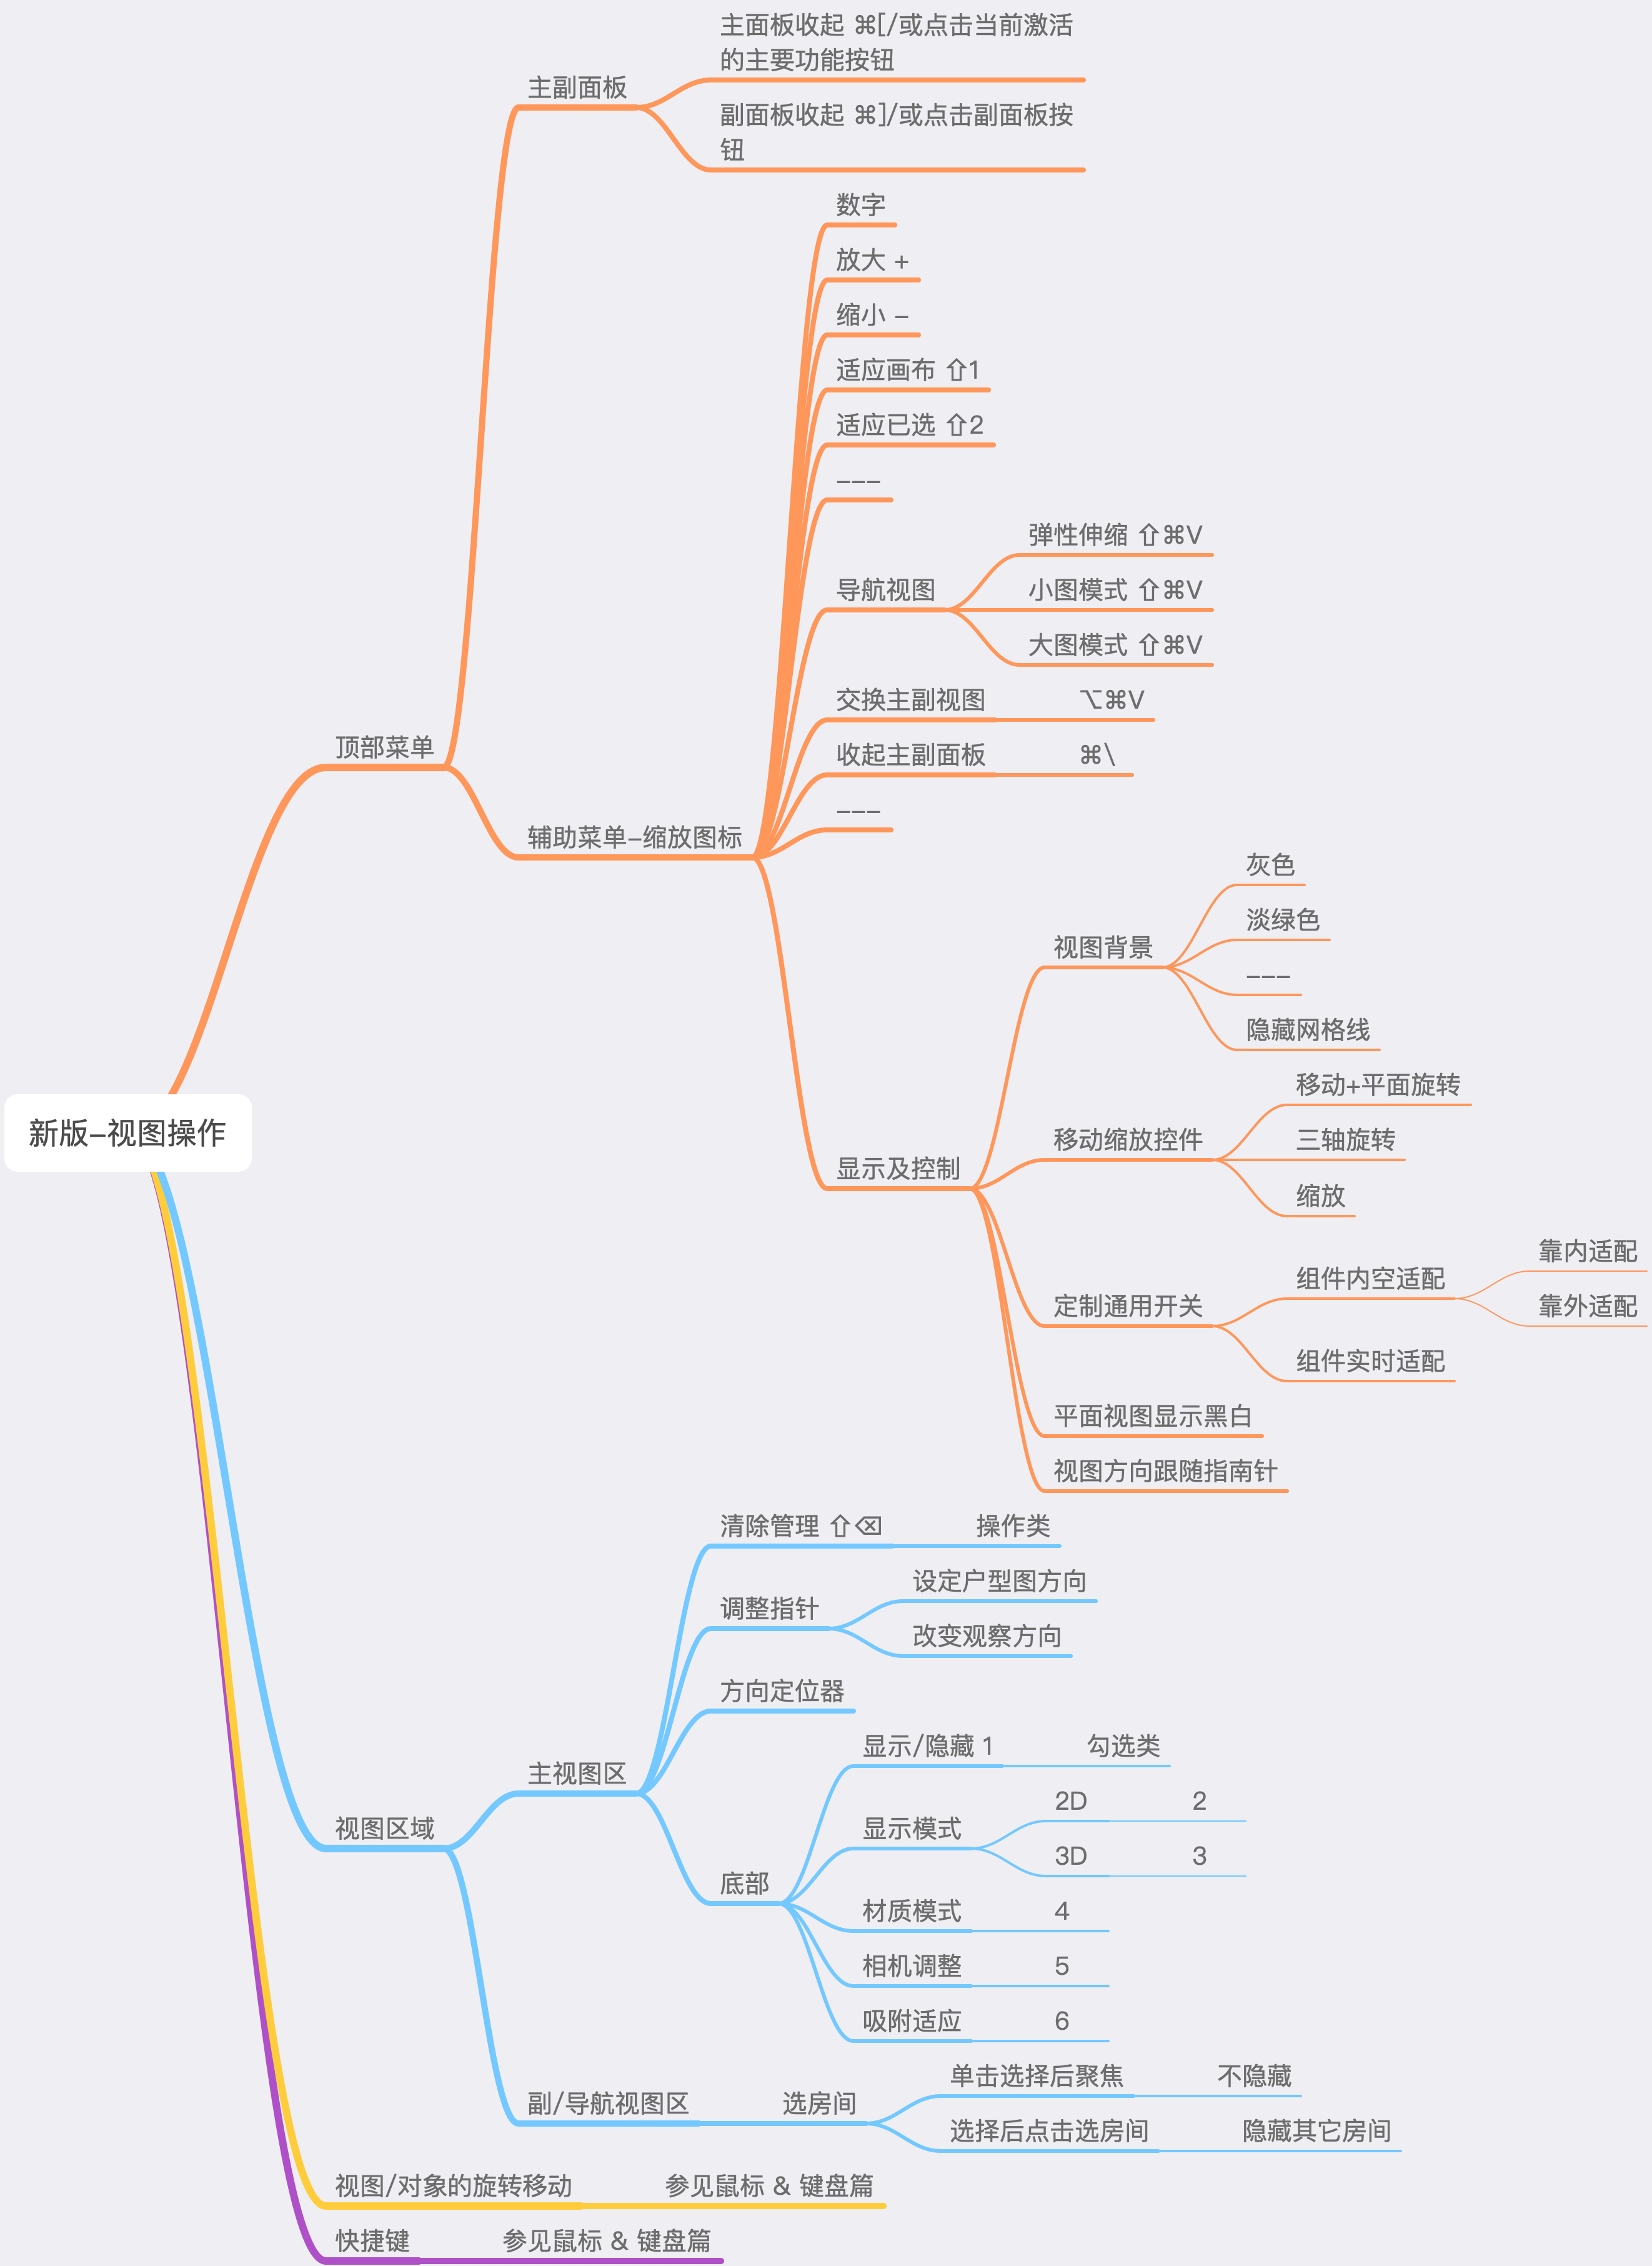 新版-视图操作
顶部菜单
主副面板
主面板收起 ⌘[/或点击当前激活
的主要功能按钮
副面板收起 ⌘]/或点击副面板按
钮
辅助菜单-缩放图标
数字
放大 +
缩小 -
适应画布 ⇧1
适应已选 ⇧2
---
导航视图
弹性伸缩 ⇧⌘V
小图模式 ⇧⌘V
大图模式 ⇧⌘V
交换主副视图
⌥⌘V
收起主副面板
⌘\
---
显示及控制
视图背景
灰色
淡绿色
---
隐藏网格线
移动缩放控件
移动+平面旋转
三轴旋转
缩放
定制通用开关
组件内空适配
靠内适配
靠外适配
组件实时适配
平面视图显示黑白
视图方向跟随指南针
视图区域
主视图区
清除管理 ⇧⌫
操作类
调整指针
设定户型图方向
改变观察方向
方向定位器
底部
显示/隐藏 1
勾选类
显示模式
2D
2
3D
3
材质模式
4
相机调整
5
吸附适应
6
副/导航视图区
选房间
单击选择后聚焦
不隐藏
选择后点击选房间
隐藏其它房间
视图/对象的旋转移动
参见鼠标 & 键盘篇
快捷键
参见鼠标 & 键盘篇